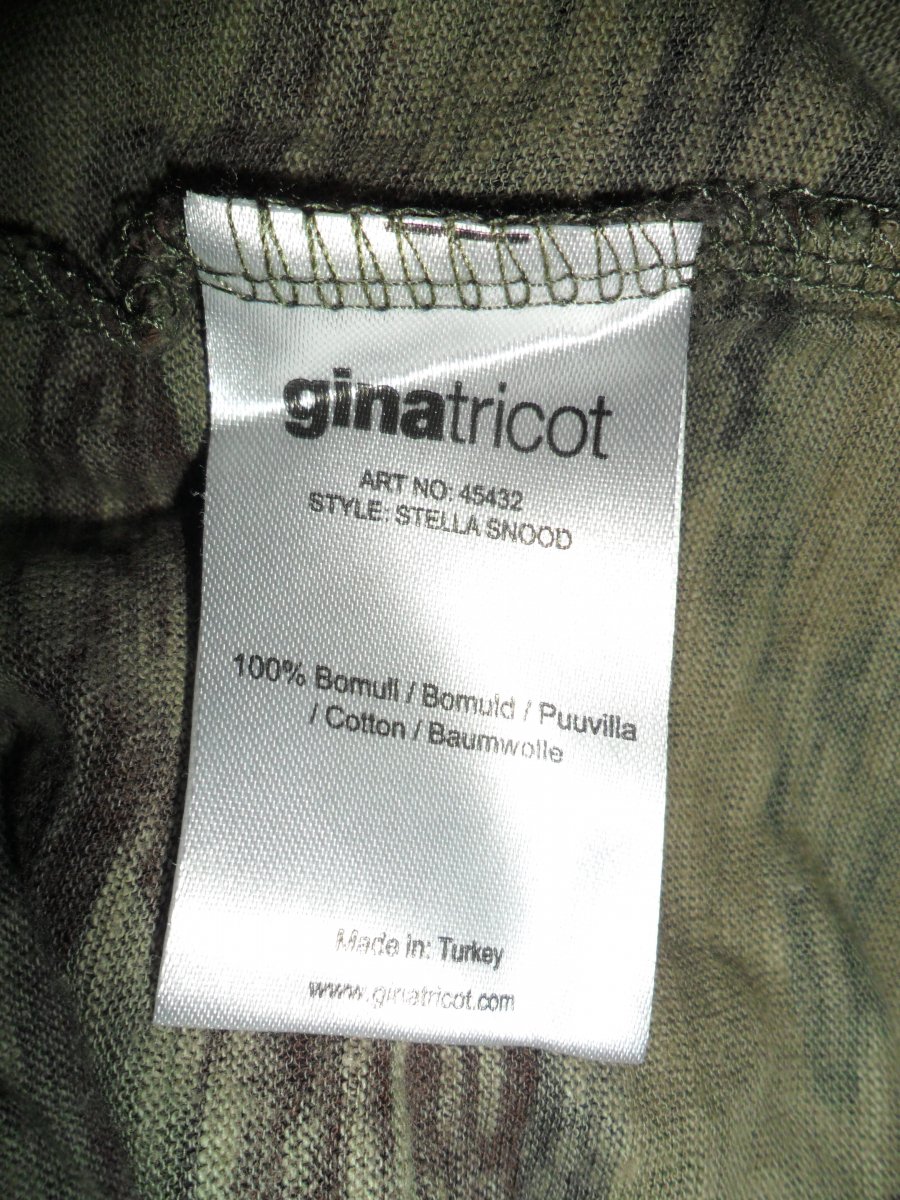 ginatricot
ART NO: 45432
STYLE: STELLA SNOOD
100% Bomull / Bomuld / Puuvilla
/ Cotton / Baumwolle
Made in: Turkey
www.ginatricot.com